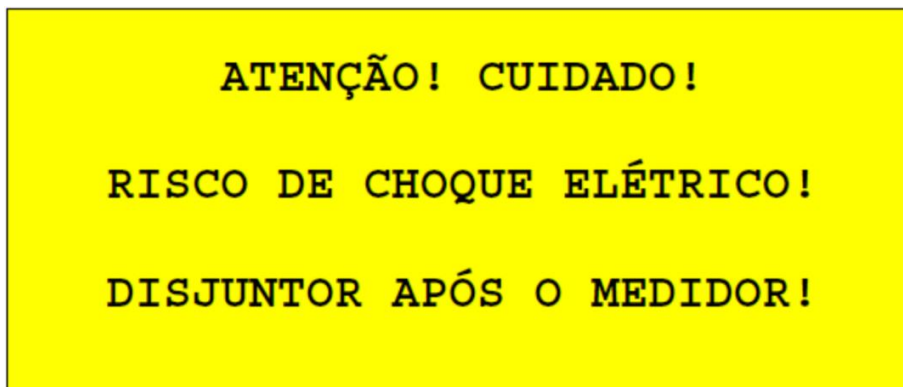 ATENÇÃO! CUIDADO!
RISCO DE CHOQUE ELÉTRICO!
DISJUNTOR APÓS O MEDIDOR!